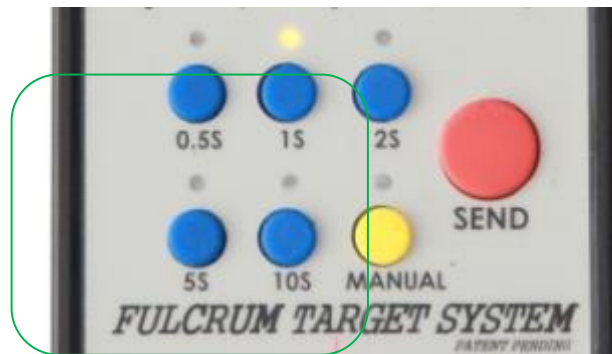 0.5S 1S 2S
SEND
5S 10S MANUAL
FULCRUM TARGET SYSTEM
PATENT PENDING